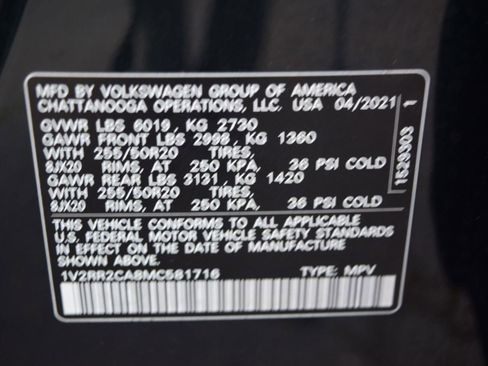 MFD BY VOLKSWAGEN GROUP OF AMERICA
CHATTANOOGA OPERATIONS, LLC, USA 04/2021
GVWR LBS 6019, KG 2730
GAWR FRONT LBS 2998, KG 1360
WITH 255/50R20 TIRES,
8JX20 RIMS, AT 250 KPA, 36 PSI COLD
GAWR REAR LBS 3131 KG 1420
WITH 255/50R20 TIRES,
8JX20 RIMS, AT 250 KPA, 36 PSI COLD
THIS VEHICLE CONFORMS TO ALL APPLICABLE
U.S. FEDERAL MOTOR VEHICLE SAFETY STANDARDS
IN EFFECT ON THE DATE OF MANUFACTURE
SHOWN ABOVE.
1V2RR2CA8MC581716 TYPE: MPV
1529303 1